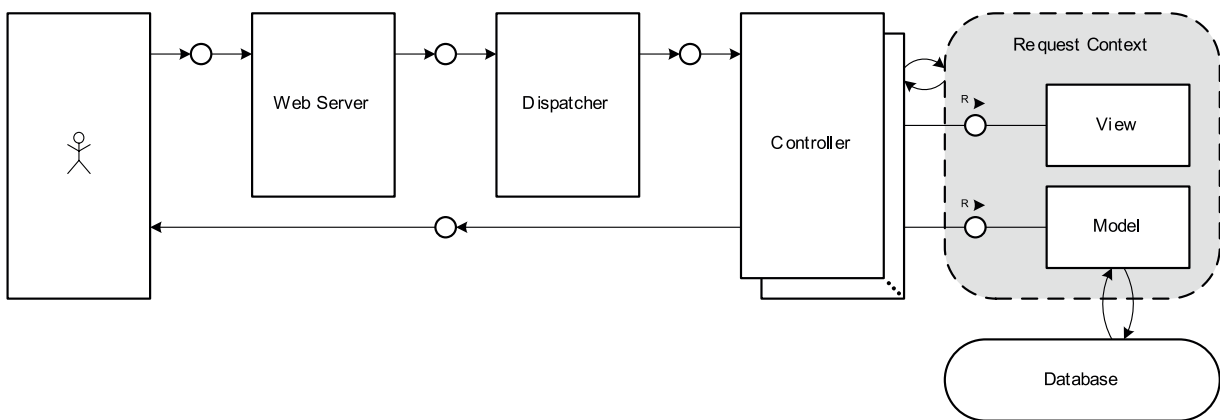 Request Context
Web Server
Dispatcher
Controller
R
View
R
Model
Database